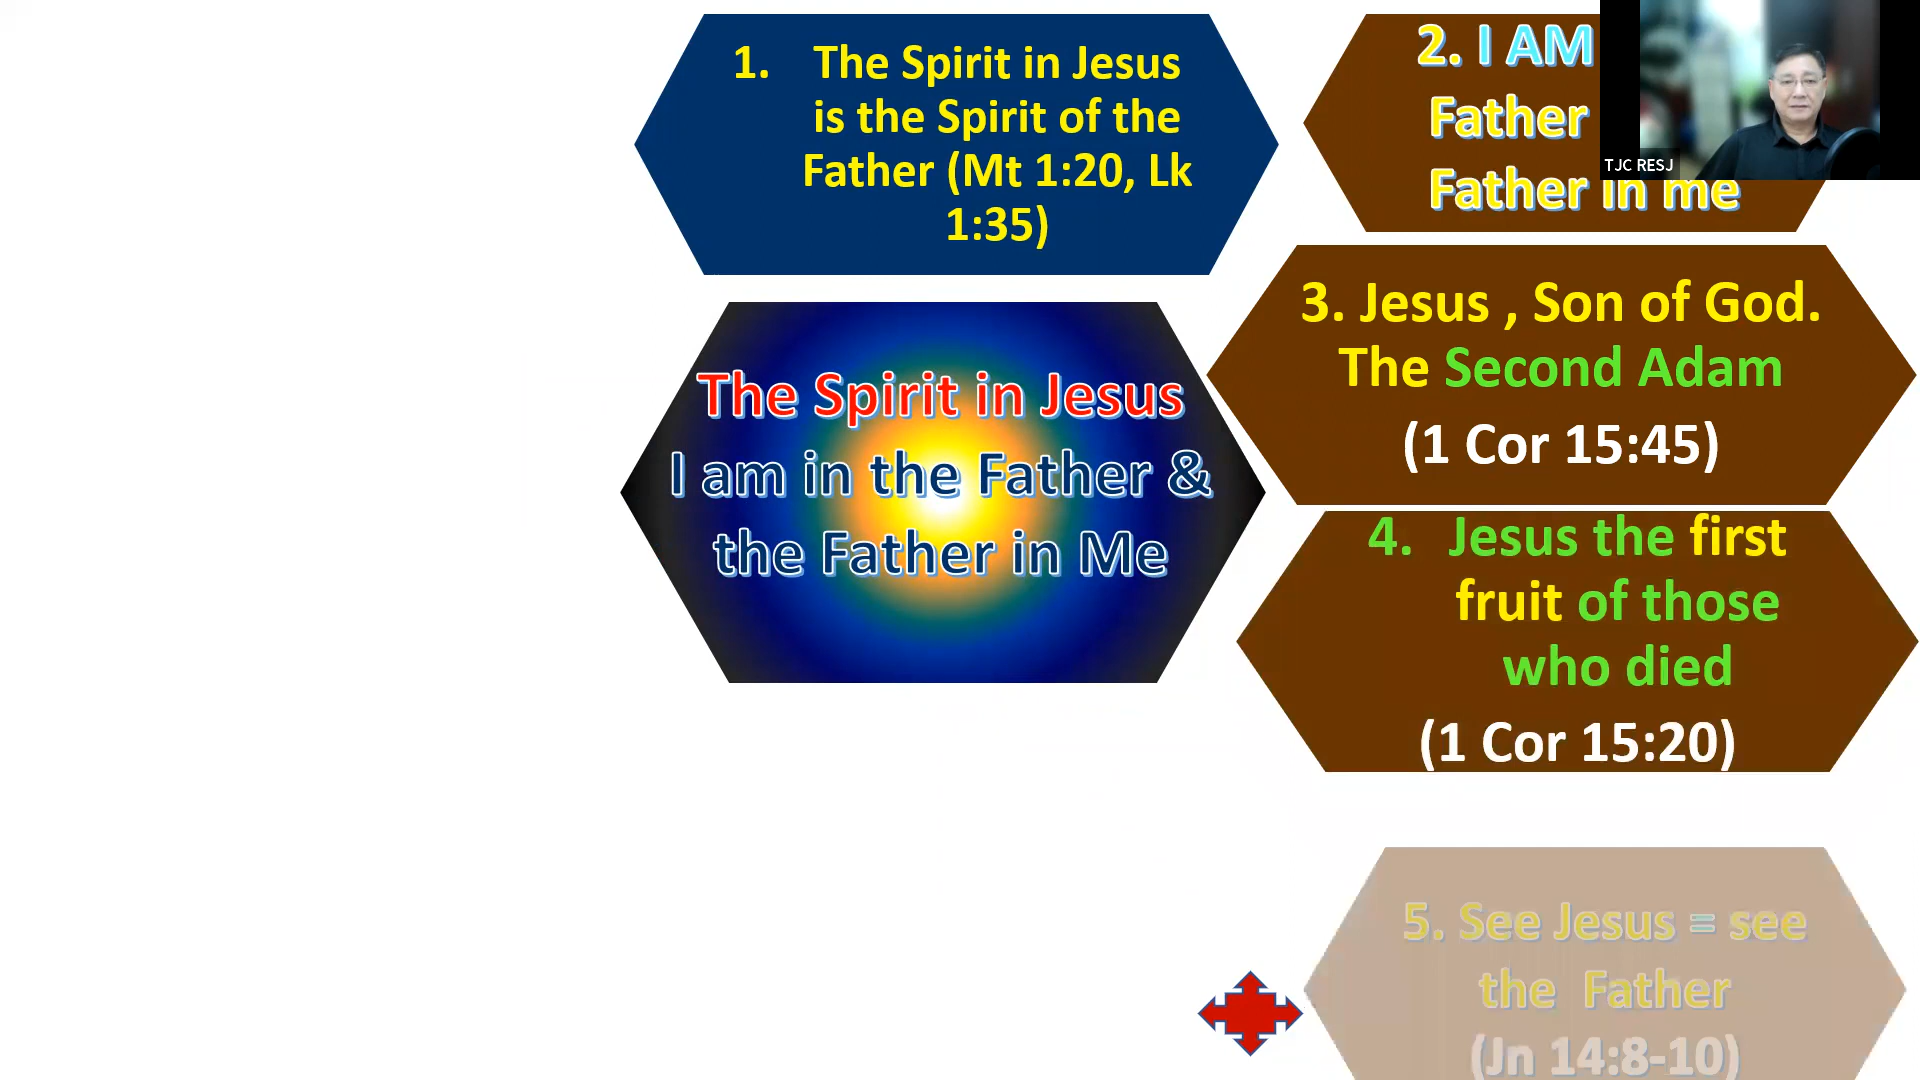 1. The Spirit in Jesus
is the Spirit of the
Father (Mt 1:20, Lk
1:35)
2. I AM
Father
Father in me
TJC RESJ
3. Jesus , Son of God.
The Second Adam
(1 Cor 15:45)
The Spirit in Jesus
I am in the Father &
the Father in Me
4. Jesus the first
fruit of those
who died
(1 Cor 15:20)
5. See Jesus = see
the Father
(Jn 14:8-10)